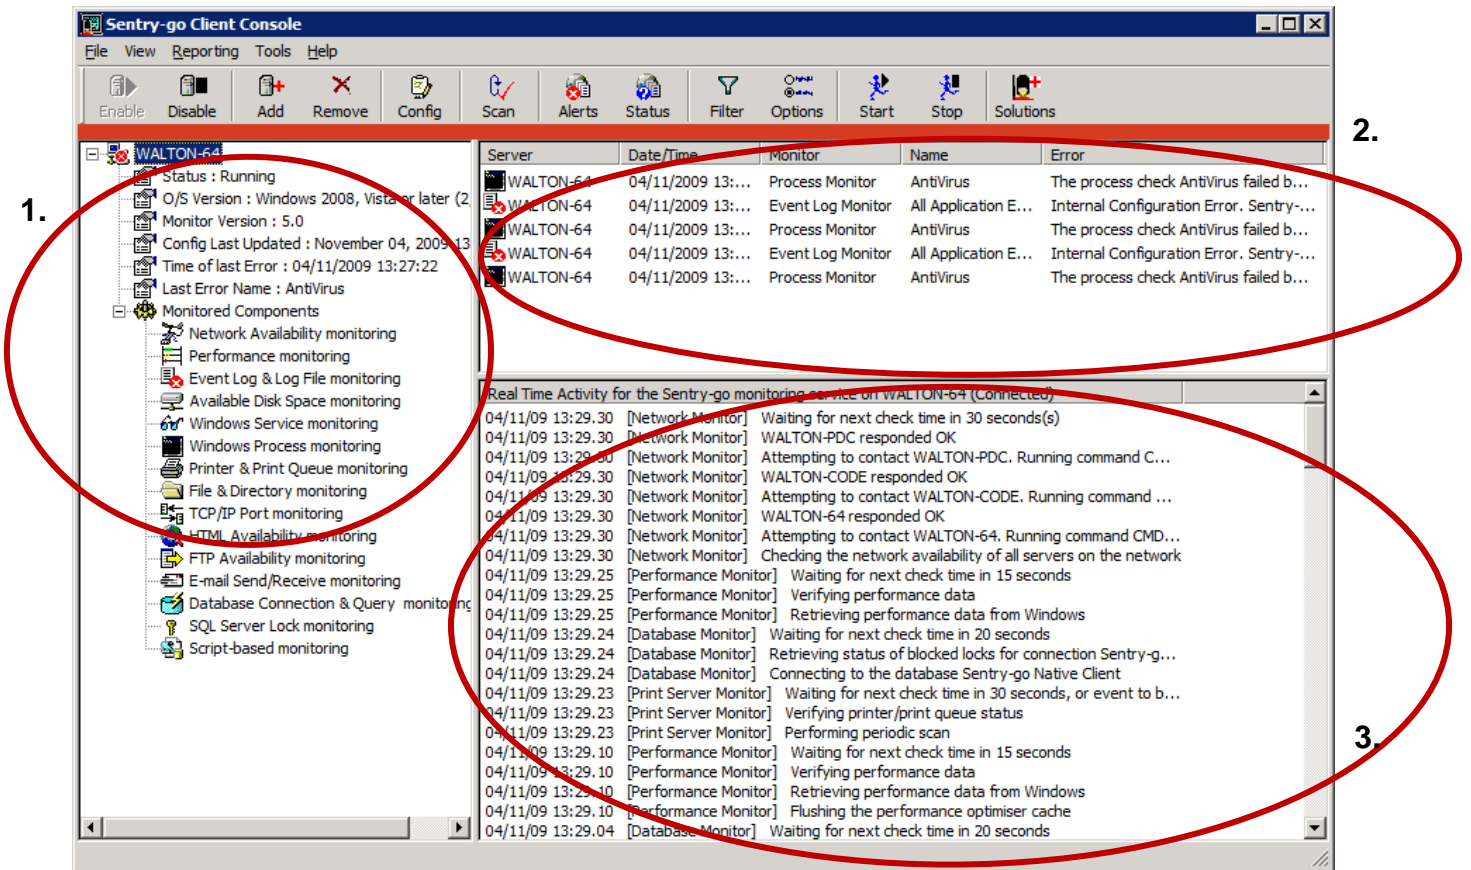 Sentry-go Client Console
File View Reporting Tools Help
Enable Disable Add Remove Config Scan Alerts Status Filter Options Start Stop Solutions
1.
WALTON-64
Status : Running
O/S Version : Windows 2008, Vista or later (2
Monitor Version : 5.0
Config Last Updated : November 04, 2009 13
Time of last Error : 04/11/2009 13:27:22
Last Error Name : AntiVirus
Monitored Components
Network Availability monitoring
Performance monitoring
Event Log & Log File monitoring
Available Disk Space monitoring
Windows Service monitoring
Windows Process monitoring
Printer & Print Queue monitoring
File & Directory monitoring
TCP/IP Port monitoring
HTML Availability monitoring
FTP Availability monitoring
E-mail Send/Receive monitoring
Database Connection & Query monitoring
SQL Server Lock monitoring
Script-based monitoring
2.
Server Date/Time Monitor Name Error
WALTON-64 04/11/2009 13:... Process Monitor AntiVirus The process check AntiVirus failed b...
WALTON-64 04/11/2009 13:... Event Log Monitor All Application E... Internal Configuration Error. Sentry-...
WALTON-64 04/11/2009 13:... Process Monitor AntiVirus The process check AntiVirus failed b...
WALTON-64 04/11/2009 13:... Event Log Monitor All Application E... Internal Configuration Error. Sentry-...
WALTON-64 04/11/2009 13:... Process Monitor AntiVirus The process check AntiVirus failed b...
Real Time Activity for the Sentry-go monitoring service on WALTON-64 (Connected)
04/11/09 13:29.30 [Network Monitor] Waiting for next check time in 30 seconds(s)
04/11/09 13:29.30 [Network Monitor] WALTON-PDC responded OK
04/11/09 13:29.30 [Network Monitor] Attempting to contact WALTON-PDC. Running command C...
04/11/09 13:29.30 [Network Monitor] WALTON-CODE responded OK
04/11/09 13:29.30 [Network Monitor] Attempting to contact WALTON-CODE. Running command ...
04/11/09 13:29.30 [Network Monitor] WALTON-64 responded OK
04/11/09 13:29.30 [Network Monitor] Attempting to contact WALTON-64. Running command CMD...
04/11/09 13:29.30 [Network Monitor] Checking the network availability of all servers on the network
04/11/09 13:29.25 [Performance Monitor] Waiting for next check time in 15 seconds
04/11/09 13:29.25 [Performance Monitor] Verifying performance data
04/11/09 13:29.25 [Performance Monitor] Retrieving performance data from Windows
04/11/09 13:29.24 [Database Monitor] Waiting for next check time in 20 seconds
04/11/09 13:29.24 [Database Monitor] Retrieving status of blocked locks for connection Sentry-g...
04/11/09 13:29.24 [Database Monitor] Connecting to the database Sentry-go Native Client
04/11/09 13:29.23 [Print Server Monitor] Waiting for next check time in 30 seconds, or event to b...
04/11/09 13:29.23 [Print Server Monitor] Verifying printer/print queue status
04/11/09 13:29.23 [Print Server Monitor] Performing periodic scan
04/11/09 13:29.10 [Performance Monitor] Waiting for next check time in 15 seconds
04/11/09 13:29.10 [Performance Monitor] Verifying performance data
04/11/09 13:29.10 [Performance Monitor] Retrieving performance data from Windows
04/11/09 13:29.10 [Performance Monitor] Flushing the performance optimiser cache
04/11/09 13:29.04 [Database Monitor] Waiting for next check time in 20 seconds
3.